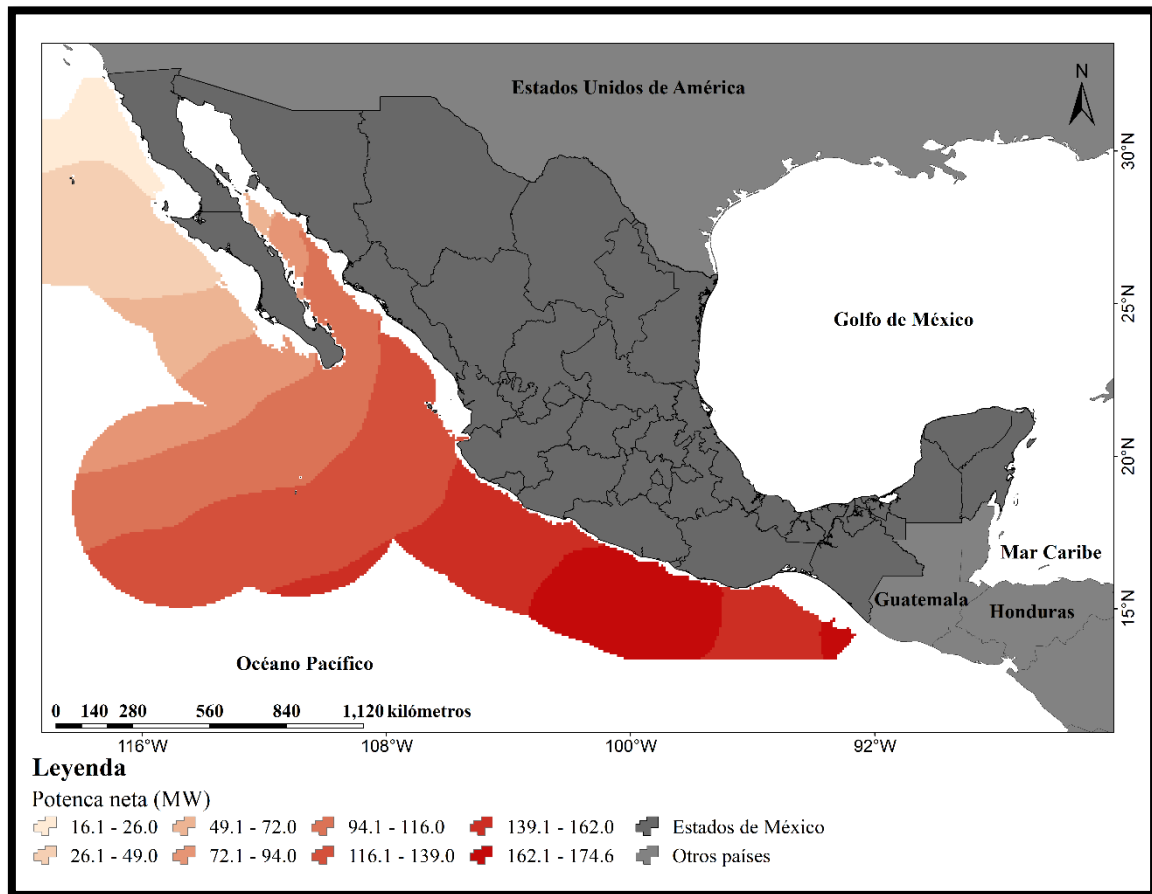 Estados Unidos de América
N
30°N
25°N
Golfo de México
20°N
Mar Caribe
Guatemala
Honduras
15°N
Océano Pacífico
0 140 280 560 840 1,120 kilómetros
116°W 108°W 100°W 92°W
Leyenda
Potenca neta (MW)
16.1 - 26.0 49.1 - 72.0 94.1 - 116.0 139.1 - 162.0 Estados de México
26.1 - 49.0 72.1 - 94.0 116.1 - 139.0 162.1 - 174.6 Otros países